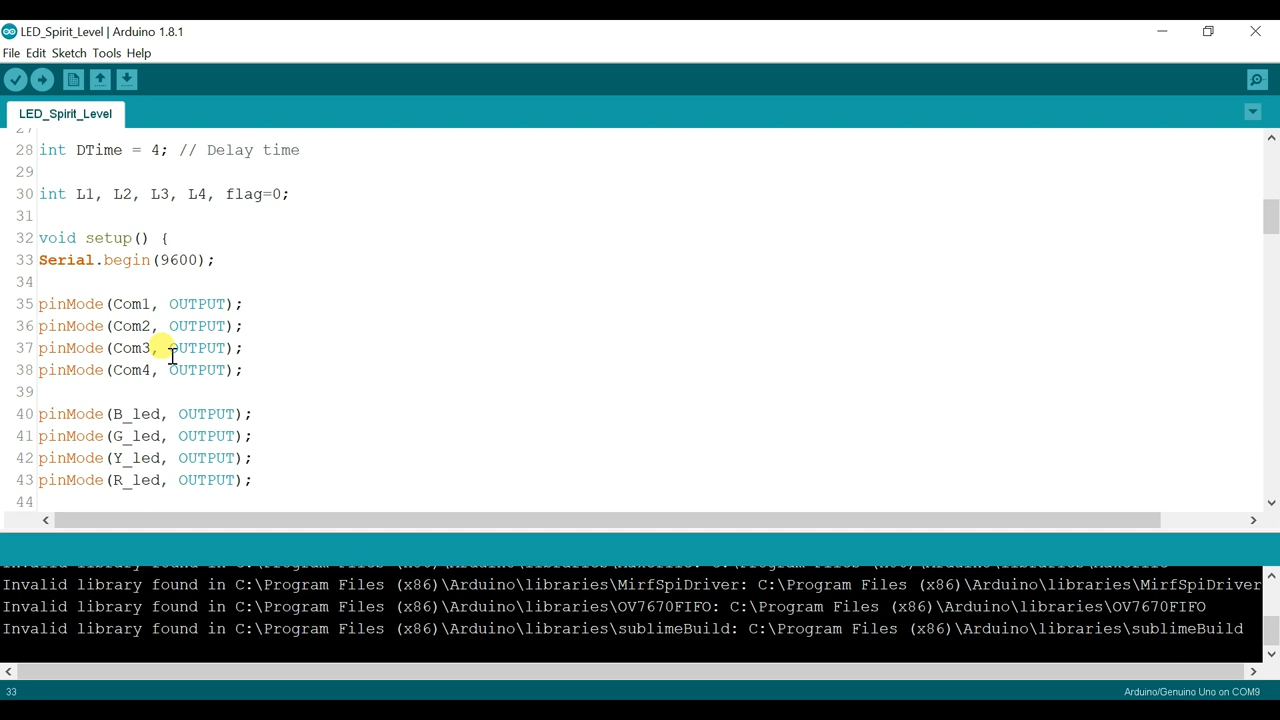 LED_Spirit_Level | Arduino 1.8.1
File Edit Sketch Tools Help
LED_Spirit_Level
27
28 int DTime = 4; // Delay time
29
30 int L1, L2, L3, L4, flag=0;
31
32 void setup() {
33 Serial.begin(9600);
34
35 pinMode(Com1, OUTPUT);
36 pinMode(Com2, OUTPUT);
37 pinMode(Com3, OUTPUT);
38 pinMode(Com4, OUTPUT);
39
40 pinMode(B_led, OUTPUT);
41 pinMode(G_led, OUTPUT);
42 pinMode(Y_led, OUTPUT);
43 pinMode(R_led, OUTPUT);
44
Invalid library found in C:\Program Files (x86)\Arduino\libraries\MirfSpiDriver: C:\Program Files (x86)\Arduino\libraries\MirfSpiDriver
Invalid library found in C:\Program Files (x86)\Arduino\libraries\OV7670FIFO: C:\Program Files (x86)\Arduino\libraries\OV7670FIFO
Invalid library found in C:\Program Files (x86)\Arduino\libraries\sublimeBuild: C:\Program Files (x86)\Arduino\libraries\sublimeBuild
33
Arduino/Genuino Uno on COM9